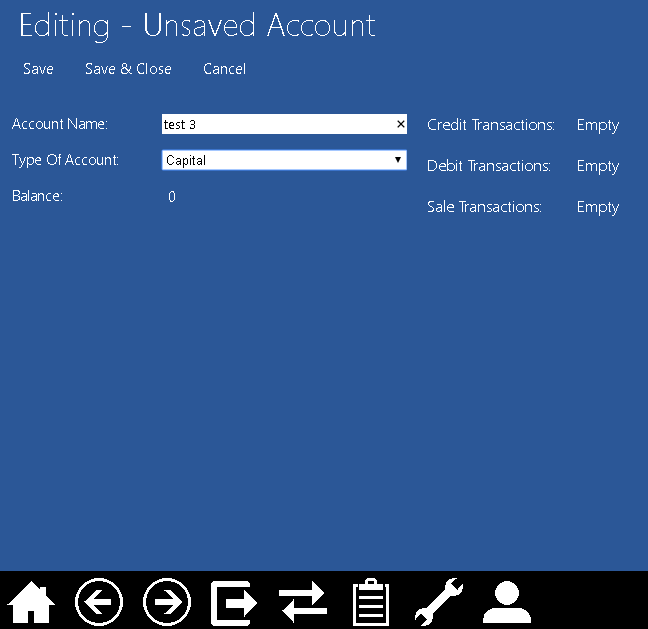 Editing - Unsaved Account
Save Save & Close Cancel
Account Name: test 3 × Credit Transactions: Empty
Type Of Account: Capital Debit Transactions: Empty
Balance: 0 Sale Transactions: Empty